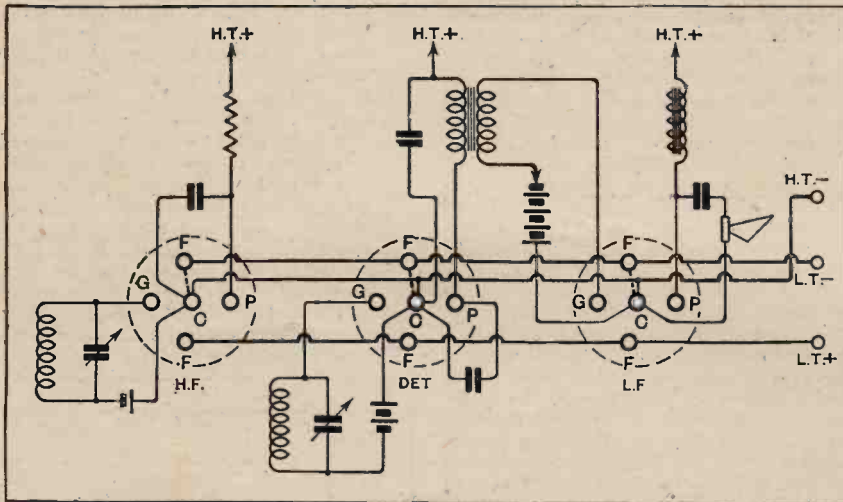 H.T.+ H.T.+ H.T.+
H.T.-
F F F
L.T.-
G C P G C P G C P
F F F
L.T.+
H.F. DET L.F